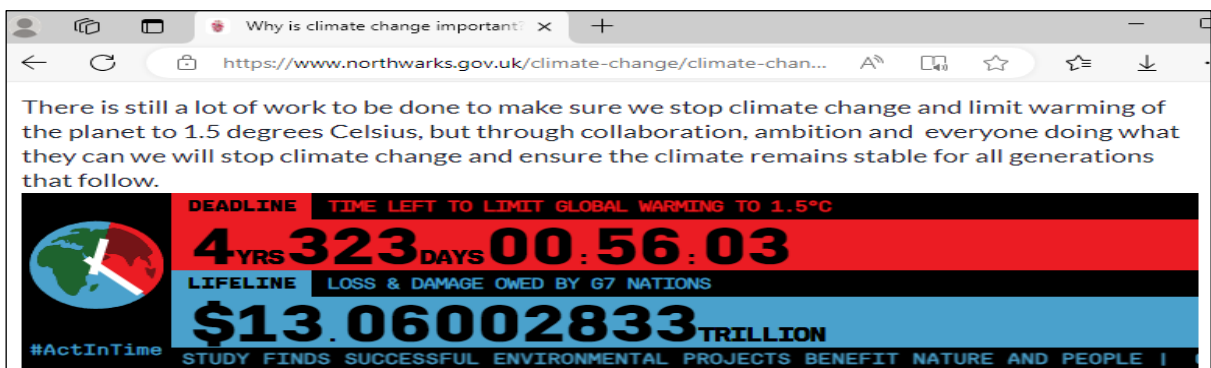 Why is climate change important
https://www.northwarks.gov.uk/climate-change/climate-chan...
There is still a lot of work to be done to make sure we stop climate change and limit warming of
the planet to 1.5 degrees Celsius, but through collaboration, ambition and everyone doing what
they can we will stop climate change and ensure the climate remains stable for all generations
that follow.
DEADLINE TIME LEFT TO LIMIT GLOBAL WARMING TO 1.5°C
4YRS323DAYS00:56:03
LIFELINE LOSS & DAMAGE OWED BY G7 NATIONS
$13.06002833TRILLION
#ActInTime
STUDY FINDS SUCCESSFUL ENVIRONMENTAL PROJECTS BENEFIT NATURE AND PEOPLE |